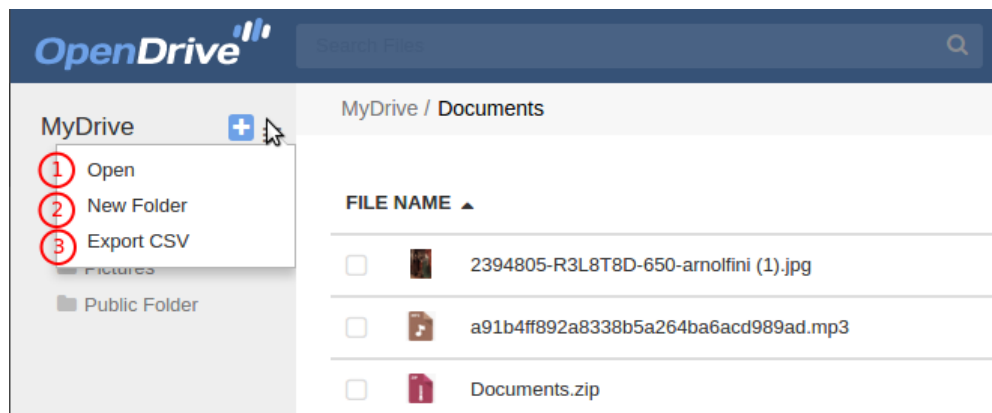 OpenDrive
Search Files
MyDrive
MyDrive / Documents
1 Open
2 New Folder
3 Export CSV
Pictures
Public Folder
FILE NAME
2394805-R3L8T8D-650-arnolfini (1).jpg
a91b4ff892a8338b5a264ba6acd989ad.mp3
Documents.zip